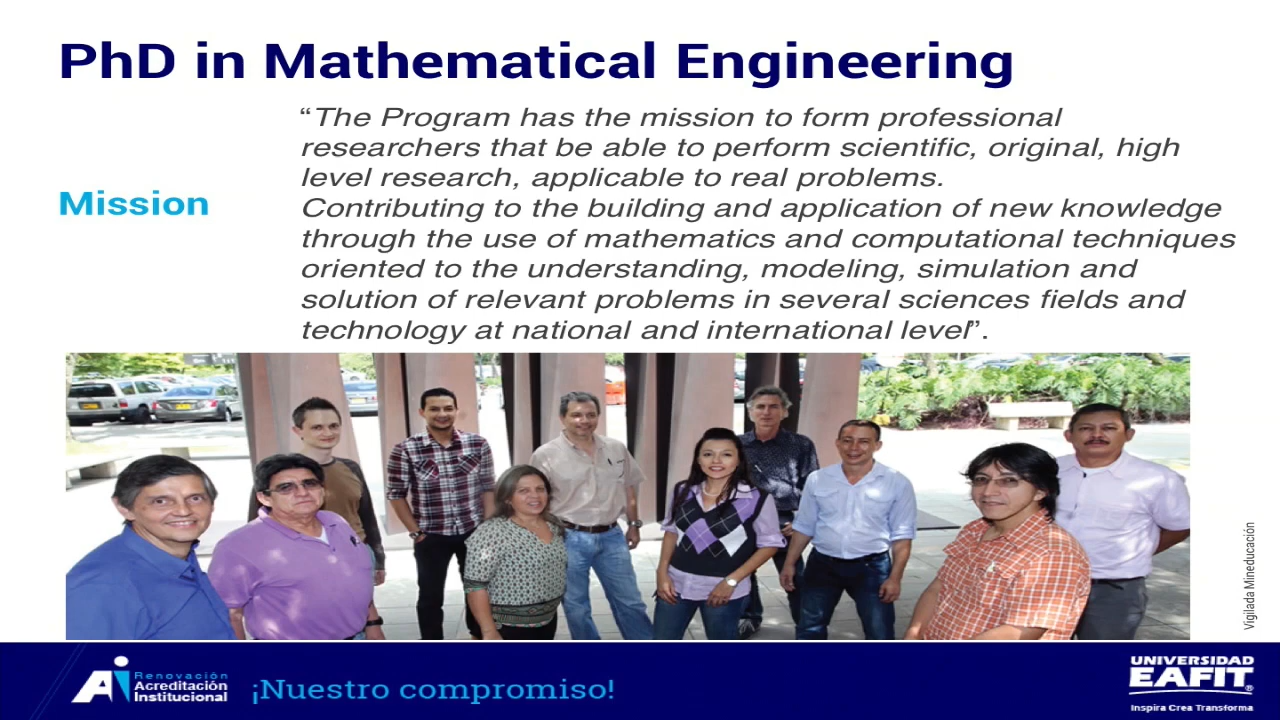 PhD in Mathematical Engineering
Mission
“The Program has the mission to form professional
researchers that be able to perform scientific, original, high
level research, applicable to real problems.
Contributing to the building and application of new knowledge
through the use of mathematics and computational techniques
oriented to the understanding, modeling, simulation and
solution of relevant problems in several sciences fields and
technology at national and international level”.
Vigilada Mineducación
Ai
Renovación
Acreditación
Institucional
¡Nuestro compromiso!
UNIVERSIDAD
EAFIT®
Inspira Crea Transforma